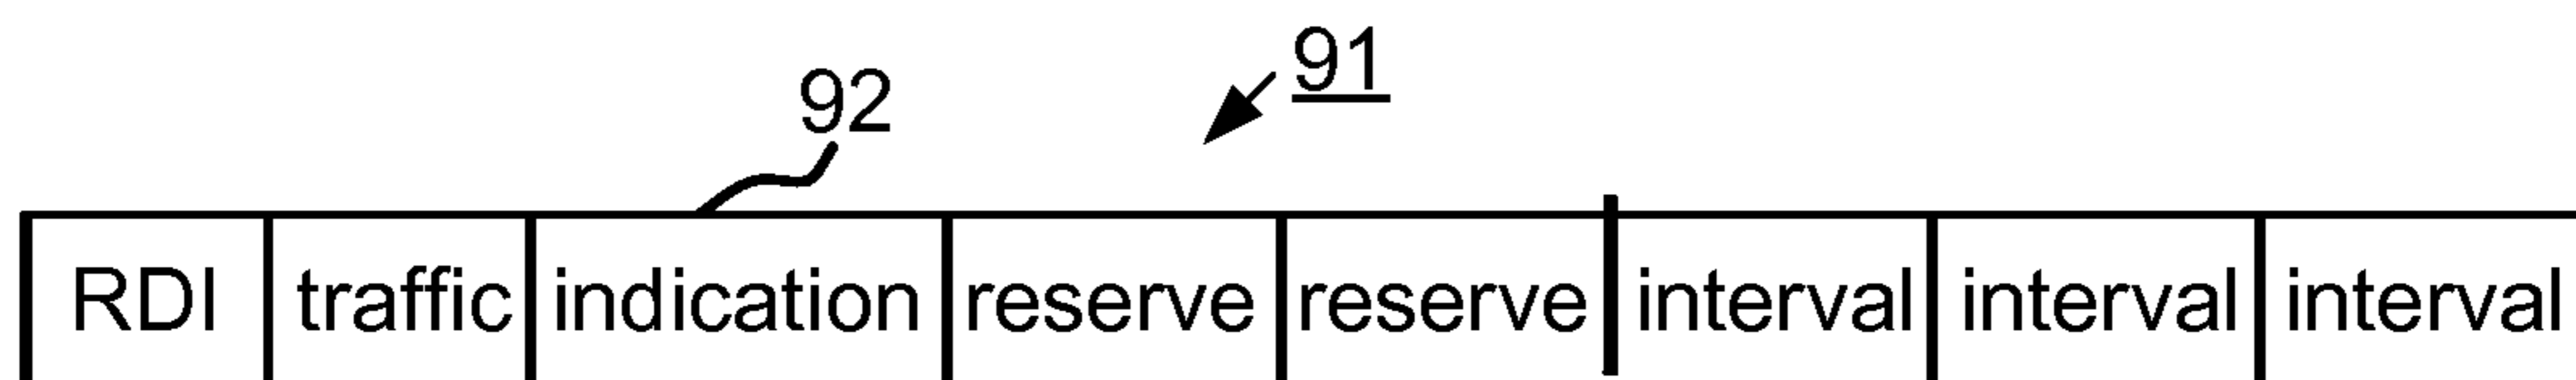 91
92
RDI traffic indication reserve reserve interval interval interval